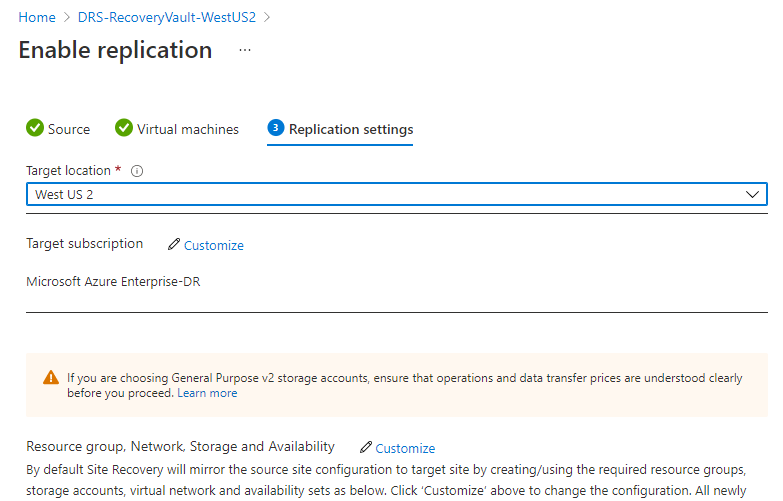 Home > DRS-RecoveryVault-WestUS2 >
Enable replication ...
Source Virtual machines 3 Replication settings
Target location *
West US 2
Target subscription Customize
Microsoft Azure Enterprise-DR
If you are choosing General Purpose v2 storage accounts, ensure that operations and data transfer prices are understood clearly
before you proceed. Learn more
Resource group, Network, Storage and Availability Customize
By default Site Recovery will mirror the source site configuration to target site by creating/using the required resource groups,
storage accounts, virtual network and availability sets as below. Click 'Customize' above to change the configuration. All newly